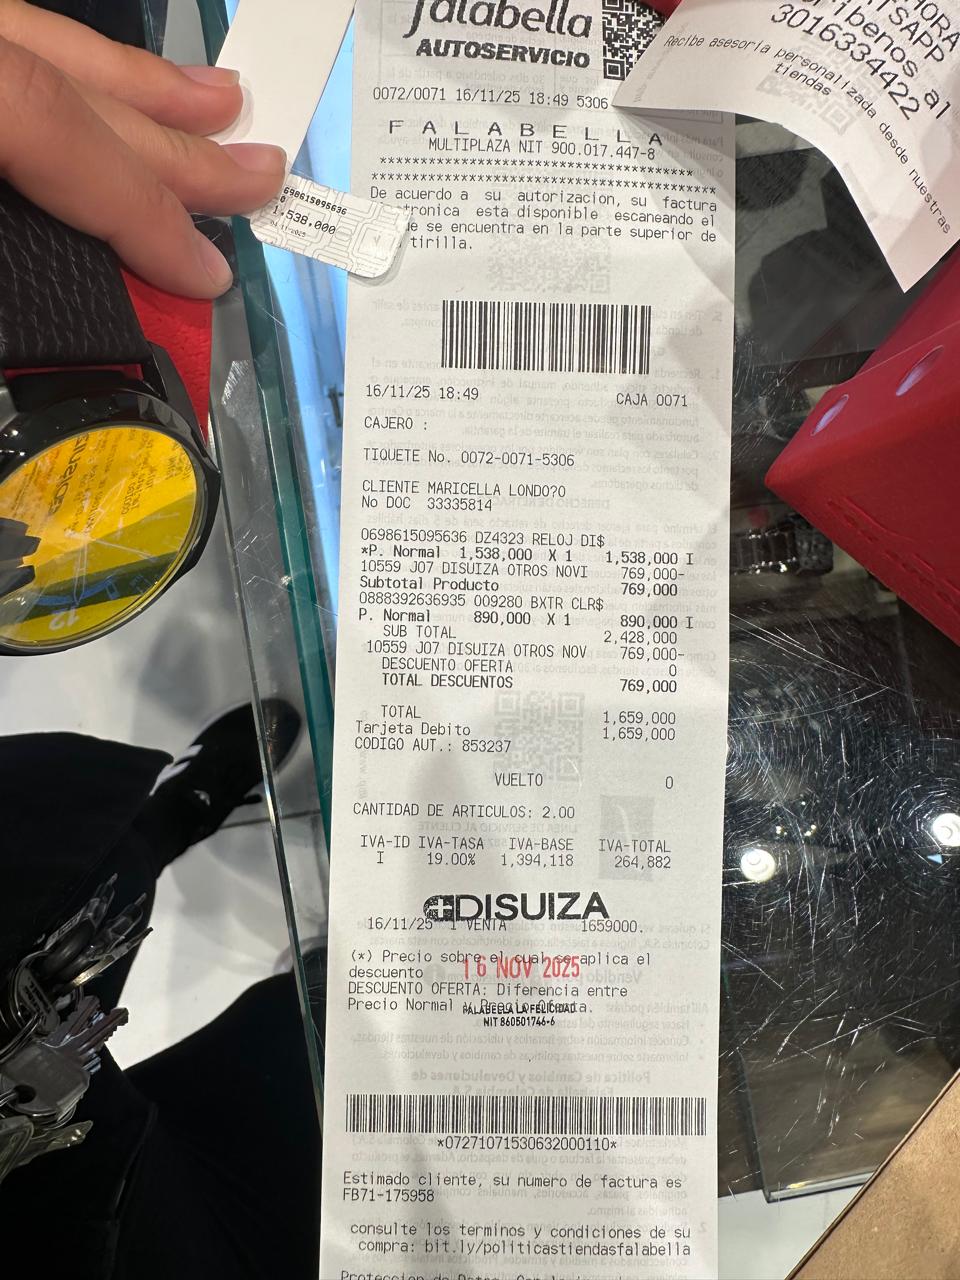 falabella
AUTOSERVICIO
0072/0071 16/11/25 18:49 5306
F A L A B E L L A
MULTIPLAZA NIT 900.017.447-8
****************************************
********************************************
De acuerdo a su autorización, su factura
tronica está disponible escaneando el
se encuentra en la parte superior de
tirilla.
16/11/25 18:49 CAJA 0071
CAJERO :
TIQUETE No. 0072-0071-5306
CLIENTE MARICELLA LONDO?O
No DOC 33335814
0698615095636 DZ4323 RELOJ DI$
*P. Normal 1,538,000 X 1 1,538,000 I
10559 J07 DISUIZA OTROS NOVI 769,000-
Subtotal Producto 769,000
0888392636935 009280 BXTR CLR$
P. Normal 890,000 X 1 890,000 I
SUB TOTAL 2,428,000
10559 J07 DISUIZA OTROS NOV 769,000-
DESCUENTO OFERTA 0
TOTAL DESCUENTOS 769,000
TOTAL 1,659,000
Tarjeta Debito 1,659,000
CODIGO AUT.: 853237
VUELTO 0
CANTIDAD DE ARTICULOS: 2.00
IVA-ID IVA-TASA IVA-BASE IVA-TOTAL
I 19.00% 1,394,118 264,882
DISUIZA
16/11/25 1 VENTA 1659000.
(*) Precio sobre el cual se aplica el
descuento
16 NOV 2025
DESCUENTO OFERTA: Diferencia entre
Precio Normal y Precio Oferta.
FALABELLA LA FELICIDAD
NIT 860501746-6
*07271071530632000110*
Estimado cliente, su numero de factura es
FB71-175958
consulte los terminos y condiciones de su
compra: bit.ly/politicastiendasfalabella
698615095636
1.538,000
HORA
WHATSAPP
al
3016334422
Recibe asesoría personalizada desde nuestras
tiendas
12